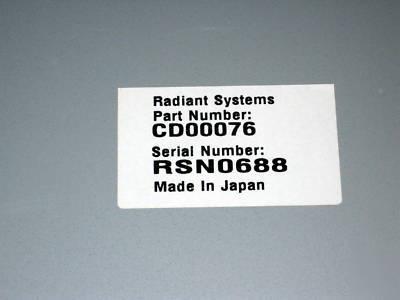 Radiant Systems
Part Number:
CD00076
Serial Number:
RSN0688
Made In Japan